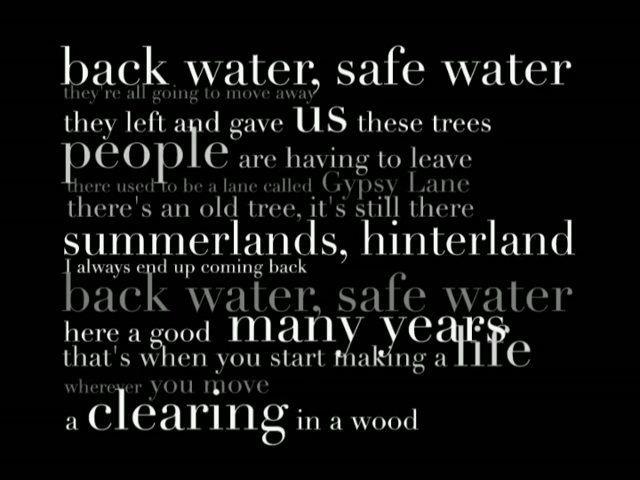 back water, safe water
they're all going to move away
they left and gave us these trees
people are having to leave
there used to be a lane called Gypsy Lane
there's an old tree, it's still there
summerlands, hinterland
I always end up coming back
back water, safe water
here a good many years
that's when you start making a life
wherever you move
a clearing in a wood